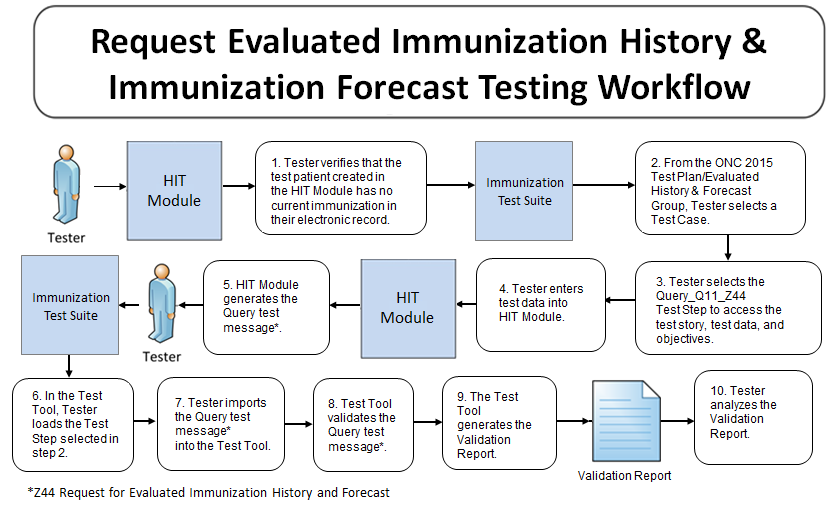 Request Evaluated Immunization History &
Immunization Forecast Testing Workflow
Tester
HIT
Module
1. Tester verifies that the
test patient created in
the HIT Module has no
current immunization in
their electronic record.
Immunization
Test Suite
2. From the ONC 2015
Test Plan/Evaluated
History & Forecast
Group, Tester selects a
Test Case.
3. Tester selects the
Query_Q11_Z44
Test Step to access the
test story, test data, and
objectives.
4. Tester enters
test data into
HIT Module.
HIT
Module
5. HIT Module
generates the
Query test
message*.
Tester
Immunization
Test Suite
6. In the Test
Tool, Tester
loads the Test
Step selected in
step 2.
7. Tester imports
the Query test
message*
into the Test Tool.
8. Test Tool
validates the
Query test
message*.
9. The Test
Tool
generates the
Validation
Report.
Validation Report
10. Tester
analyzes the
Validation
Report.
*Z44 Request for Evaluated Immunization History and Forecast